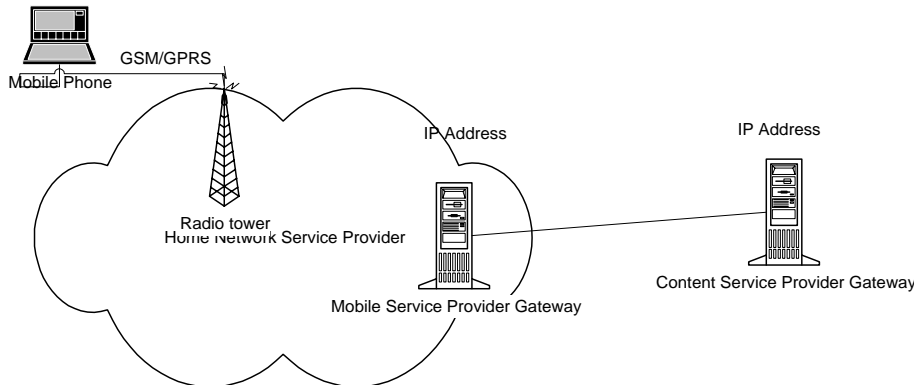 GSM/GPRS
Mobile Phone
IP Address
IP Address
Radio tower
Home Network Service Provider
Mobile Service Provider Gateway
Content Service Provider Gateway